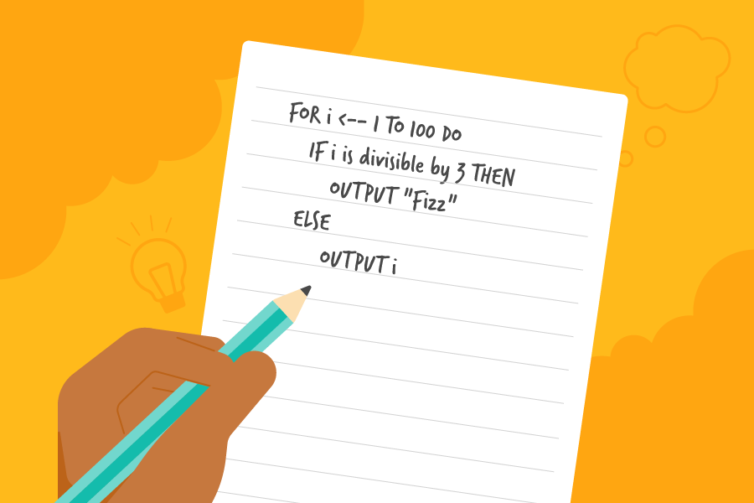 FOR i <-- 1 TO 100 DO
IF i is divisible by 3 THEN
OUTPUT "Fizz"
ELSE
OUTPUT i